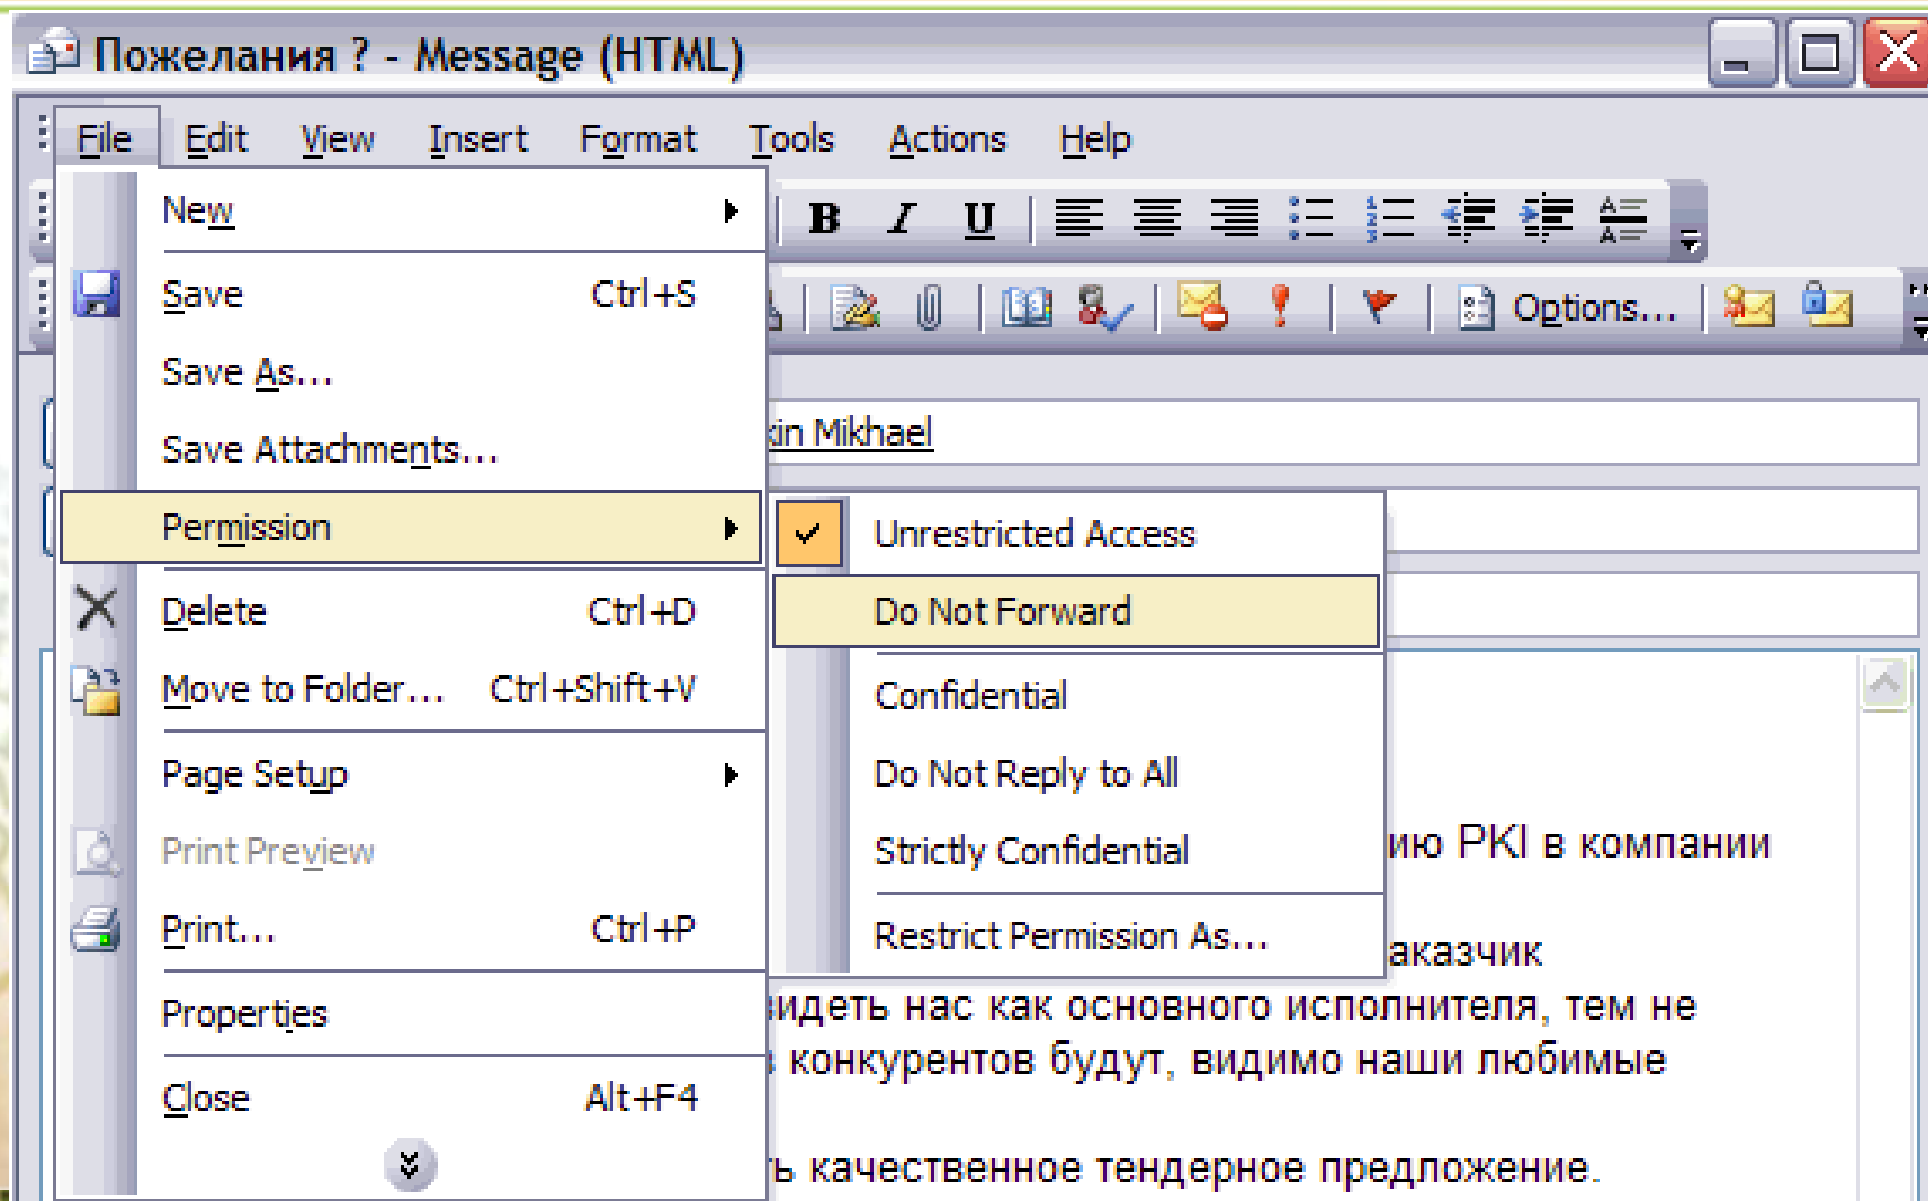 Пожелания ? - Message (HTML)
File Edit View Insert Format Tools Actions Help
New
Save Ctrl+S
Save As...
Save Attachments...
Permission
Delete Ctrl+D
Move to Folder... Ctrl+Shift+V
Page Setup
Print Preview
Print... Ctrl+P
Properties
Close Alt+F4
B I U
Options...
Mikhael
Unrestricted Access
Do Not Forward
Confidential
Do Not Reply to All
Strictly Confidential
Restrict Permission As...
PKI в компании
нас как основного исполнителя, тем не
конкурентов будут, видимо наши любимые
качественное тендерное предложение.